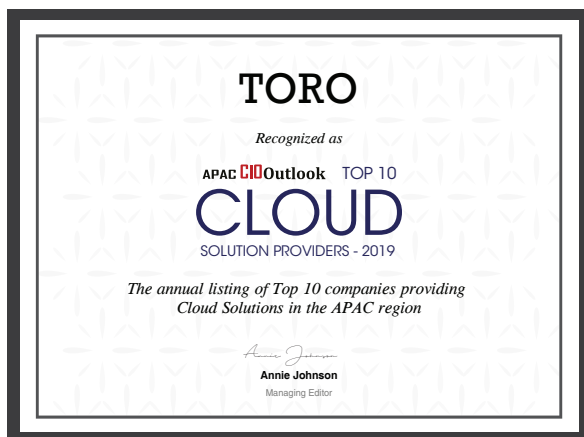 TORO
Recognized as
APAC CIOOutlook TOP 10
CLOUD
SOLUTION PROVIDERS - 2019
The annual listing of Top 10 companies providing
Cloud Solutions in the APAC region
Annie Johnson
Annie Johnson
Managing Editor